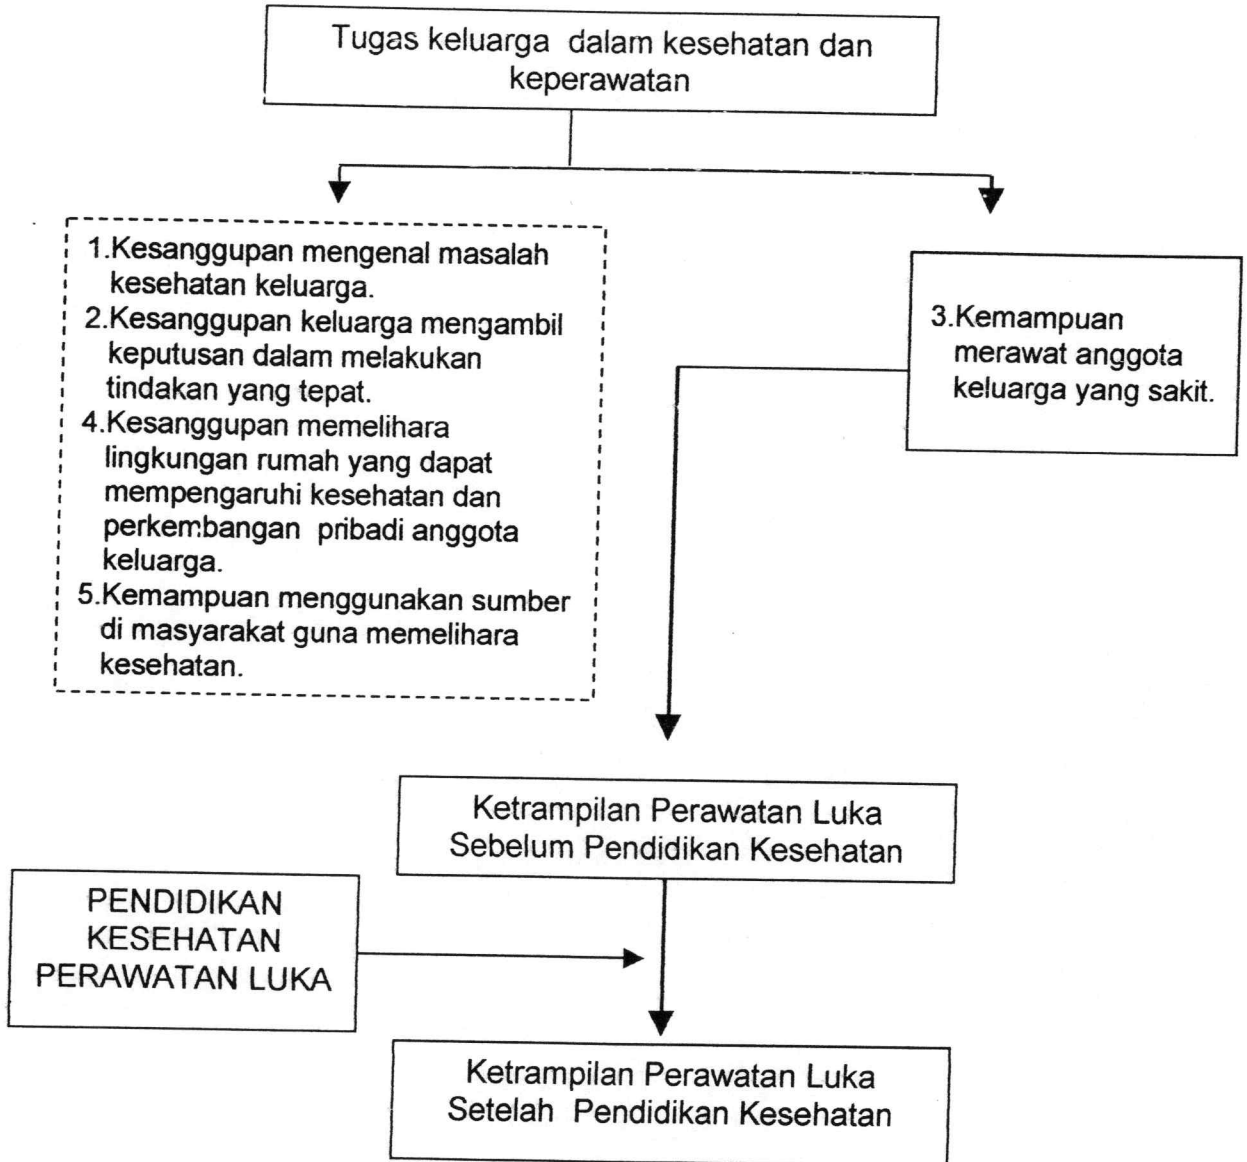 Tugas keluarga dalam kesehatan dan
keperawatan
1.Kesanggupan mengenal masalah
kesehatan keluarga.
2.Kesanggupan keluarga mengambil
keputusan dalam melakukan
tindakan yang tepat.
4.Kesanggupan memelihara
lingkungan rumah yang dapat
mempengaruhi kesehatan dan
perkembangan pribadi anggota
keluarga.
5.Kemampuan menggunakan sumber
di masyarakat guna memelihara
kesehatan.
3.Kemampuan
merawat anggota
keluarga yang sakit.
Ketrampilan Perawatan Luka
Sebelum Pendidikan Kesehatan
PENDIDIKAN
KESEHATAN
PERAWATAN LUKA
Ketrampilan Perawatan Luka
Setelah Pendidikan Kesehatan